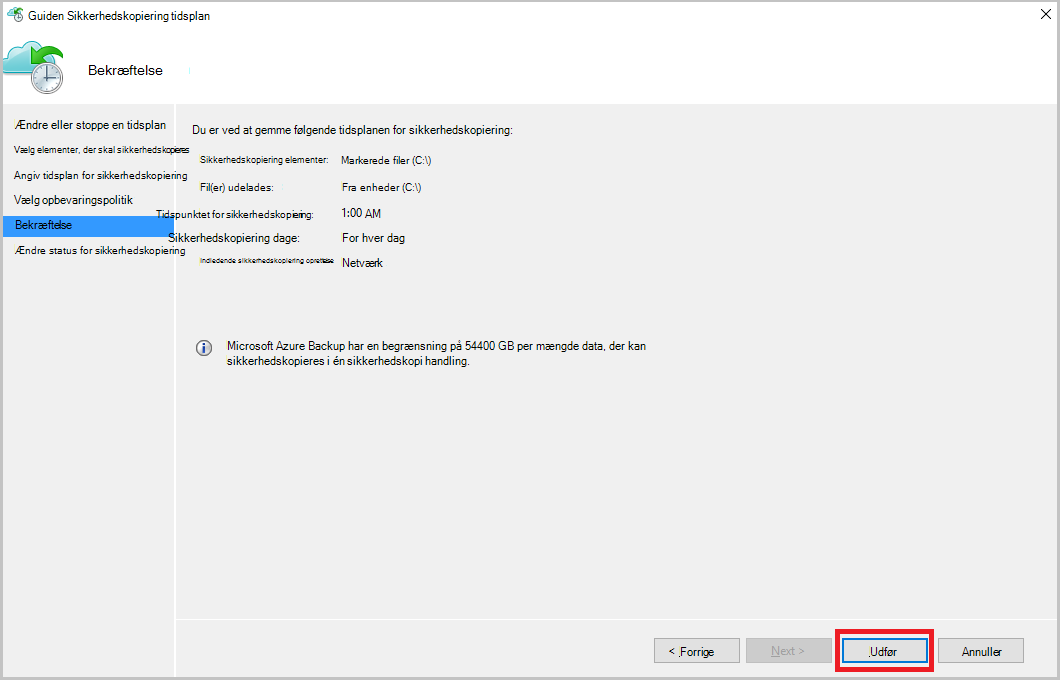 Guiden Sikkerhedskopiering tidsplan
Bekræftelse
Ændre eller stoppe en tidsplan
Vælg elementer, der skal sikkerhedskopieres
Angiv tidsplan for sikkerhedskopiering
Vælg opbevaringspolitik
Bekræftelse
Ændre status for sikkerhedskopiering
Du er ved at gemme følgende tidsplanen for sikkerhedskopiering:
Sikkerhedskopiering elementer: Markerede filer (C:\)
Fil(er) udelades: Fra enheder (C:\)
Tidspunktet for sikkerhedskopiering: 1:00 AM
Sikkerhedskopiering dage: For hver dag
Indledende sikkerhedskopiering oprettelse Netværk
Microsoft Azure Backup har en begrænsning på 54400 GB per mængde data, der kan
sikkerhedskopieres i én sikkerhedskopi handling.
< Forrige Next > Udfør Annuller